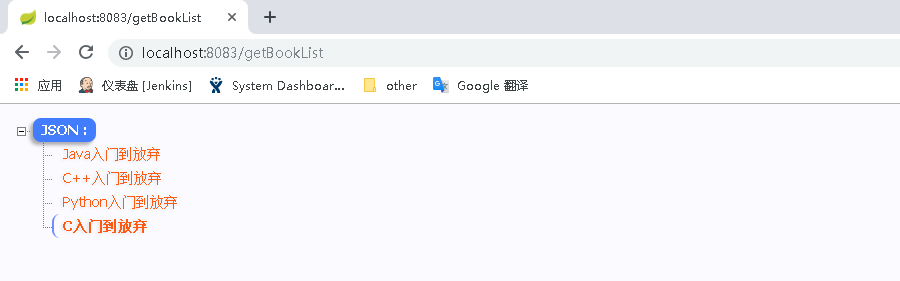 localhost:8083/getBookList
localhost:8083/getBookList
应用 仪表盘 [Jenkins] System Dashboar... other Google 翻译
JSON :
Java入门到放弃
C++入门到放弃
Python入门到放弃
C入门到放弃